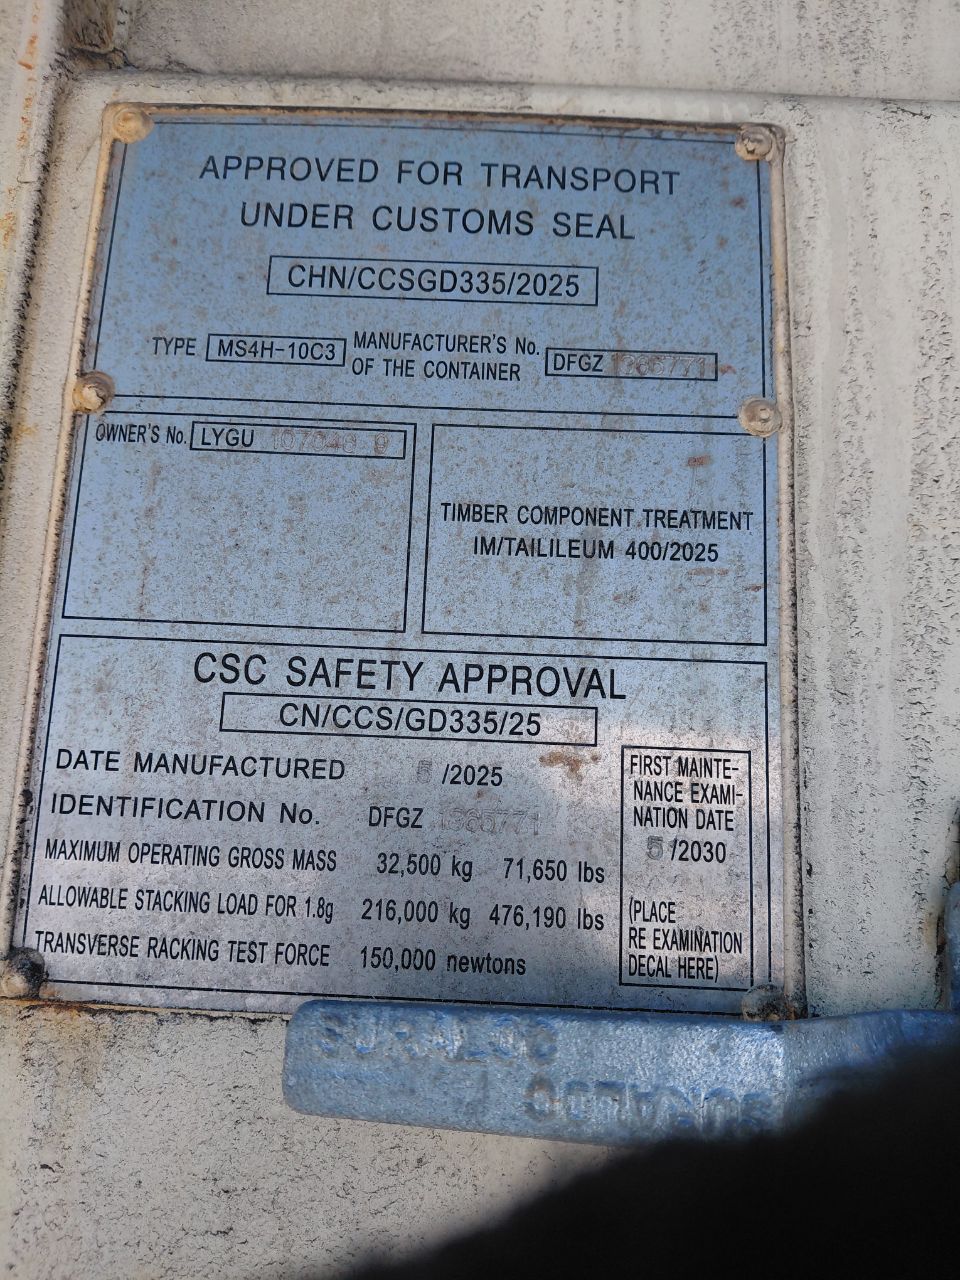 APPROVED FOR TRANSPORT
UNDER CUSTOMS SEAL
CHN/CCSGD335/2025
TYPE MS4H-10C3 MANUFACTURER'S No.
OF THE CONTAINER DFGZ 1365771
OWNER'S No. LYGU
TIMBER COMPONENT TREATMENT
IM/TAILILEUM 400/2025
CSC SAFETY APPROVAL
CN/CCS/GD335/25
DATE MANUFACTURED 5 /2025
IDENTIFICATION No. DFGZ 1365771
MAXIMUM OPERATING GROSS MASS 32,500 kg 71,650 lbs
ALLOWABLE STACKING LOAD FOR 1.8g 216,000 kg 476,190 lbs
TRANSVERSE RACKING TEST FORCE 150,000 newtons
FIRST MAINTE-
NANCE EXAMI-
NATION DATE
5 /2030
(PLACE
RE EXAMINATION
DECAL HERE)